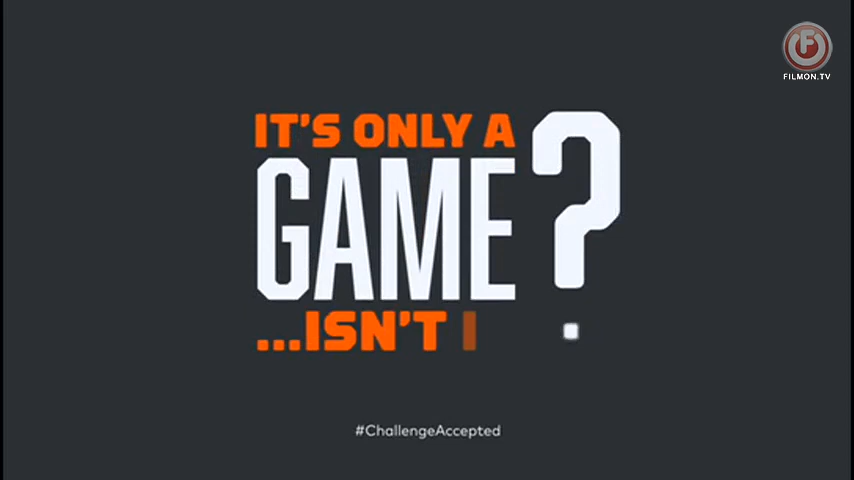 FILMON.TV
IT'S ONLY A
GAME?
...ISN'T I
#ChallengeAccepted